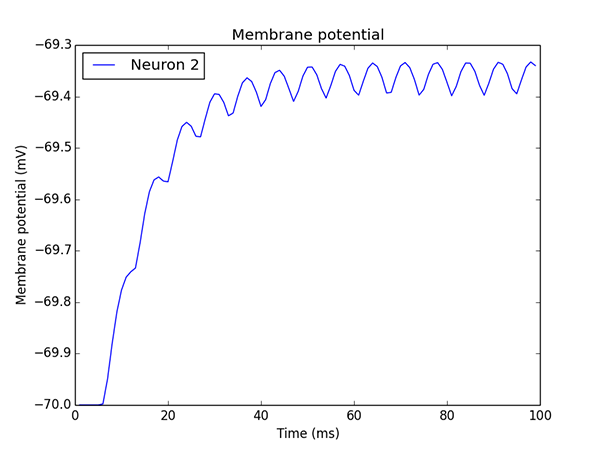 Membrane potential
Neuron 2
Membrane potential (mV)
−69.3
−69.4
−69.5
−69.6
−69.7
−69.8
−69.9
−70.0
0 20 40 60 80 100
Time (ms)